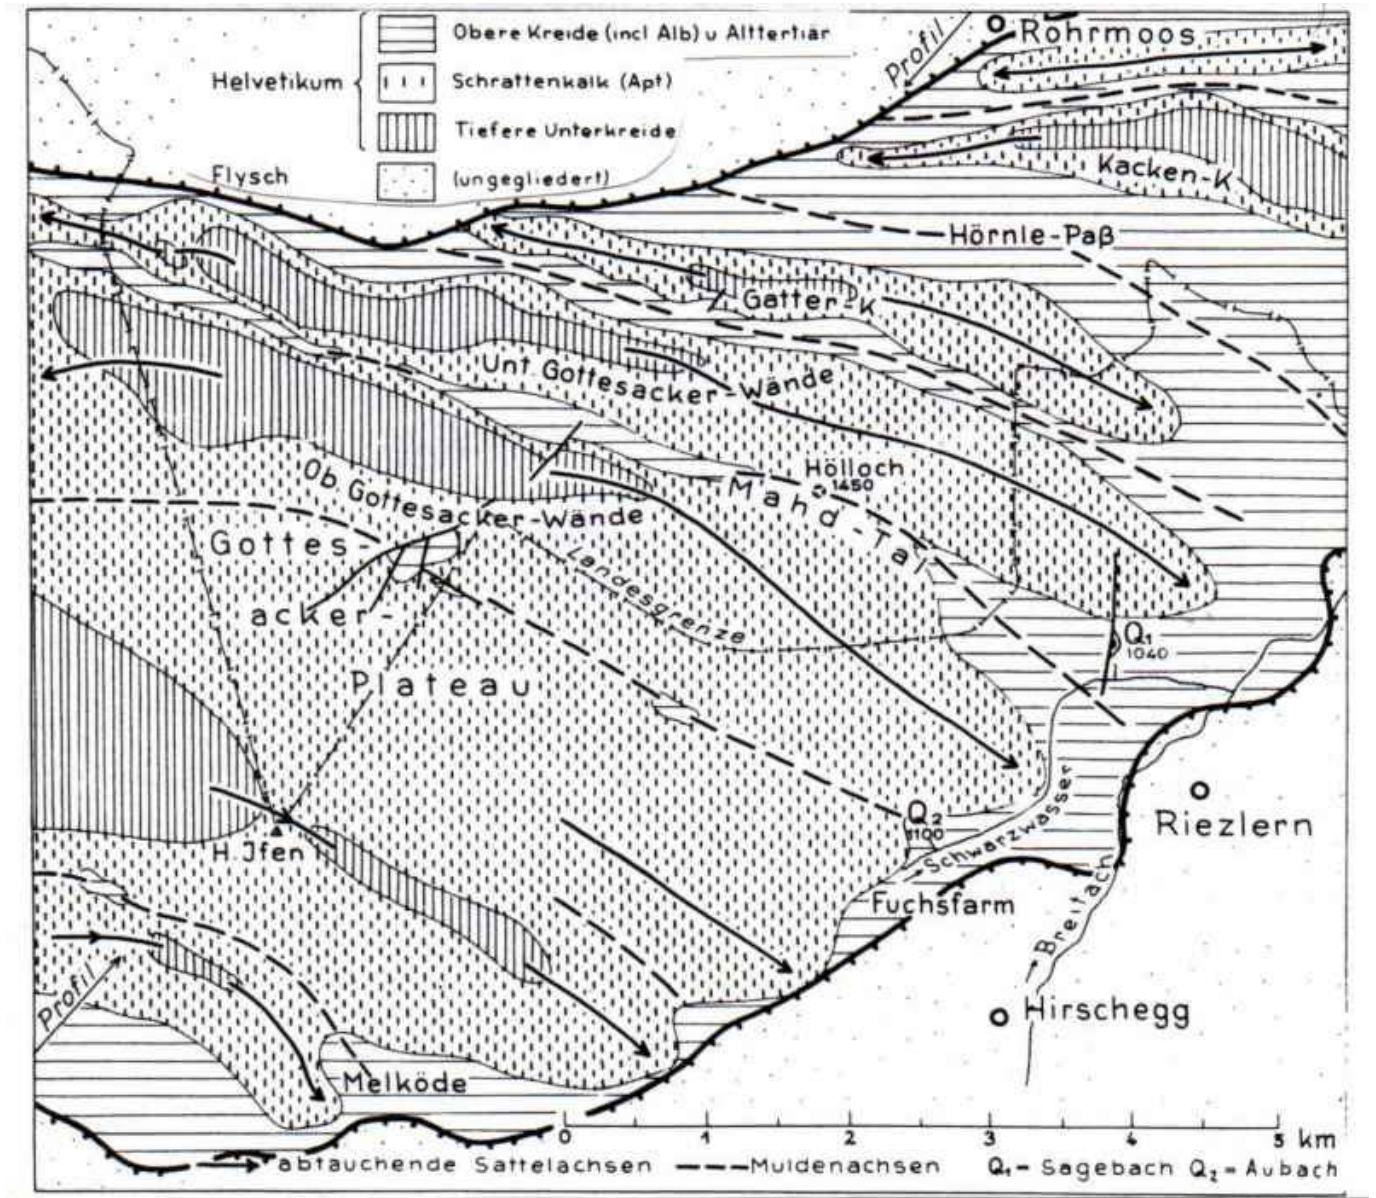 Obere Kreide (incl Alb) u Alttertiär
Helvetikum
Schrattenkalk (Apt)
Tiefere Unterkreide
Flysch
(ungegliedert)
Profil
Rohrmoos
Kacken-K
Hörnle-Paß
Gatter-K
Unt Gottesacker-Wände
Hölloch
1450
Mahd-Tal
Ob Gottesacker-Wände
Gottes-
acker-
Plateau
Landesgrenze
Q1
1040
Riezlern
Q2
1100
Schwarzwasser
H. Ifen
Fuchsfarm
Breitach
Profil
Hirschegg
Melköde
0 1 2 3 4 5 km
abtauchende Sattelachsen Muldenachsen Q1 - Sägebach Q2 = Aubach